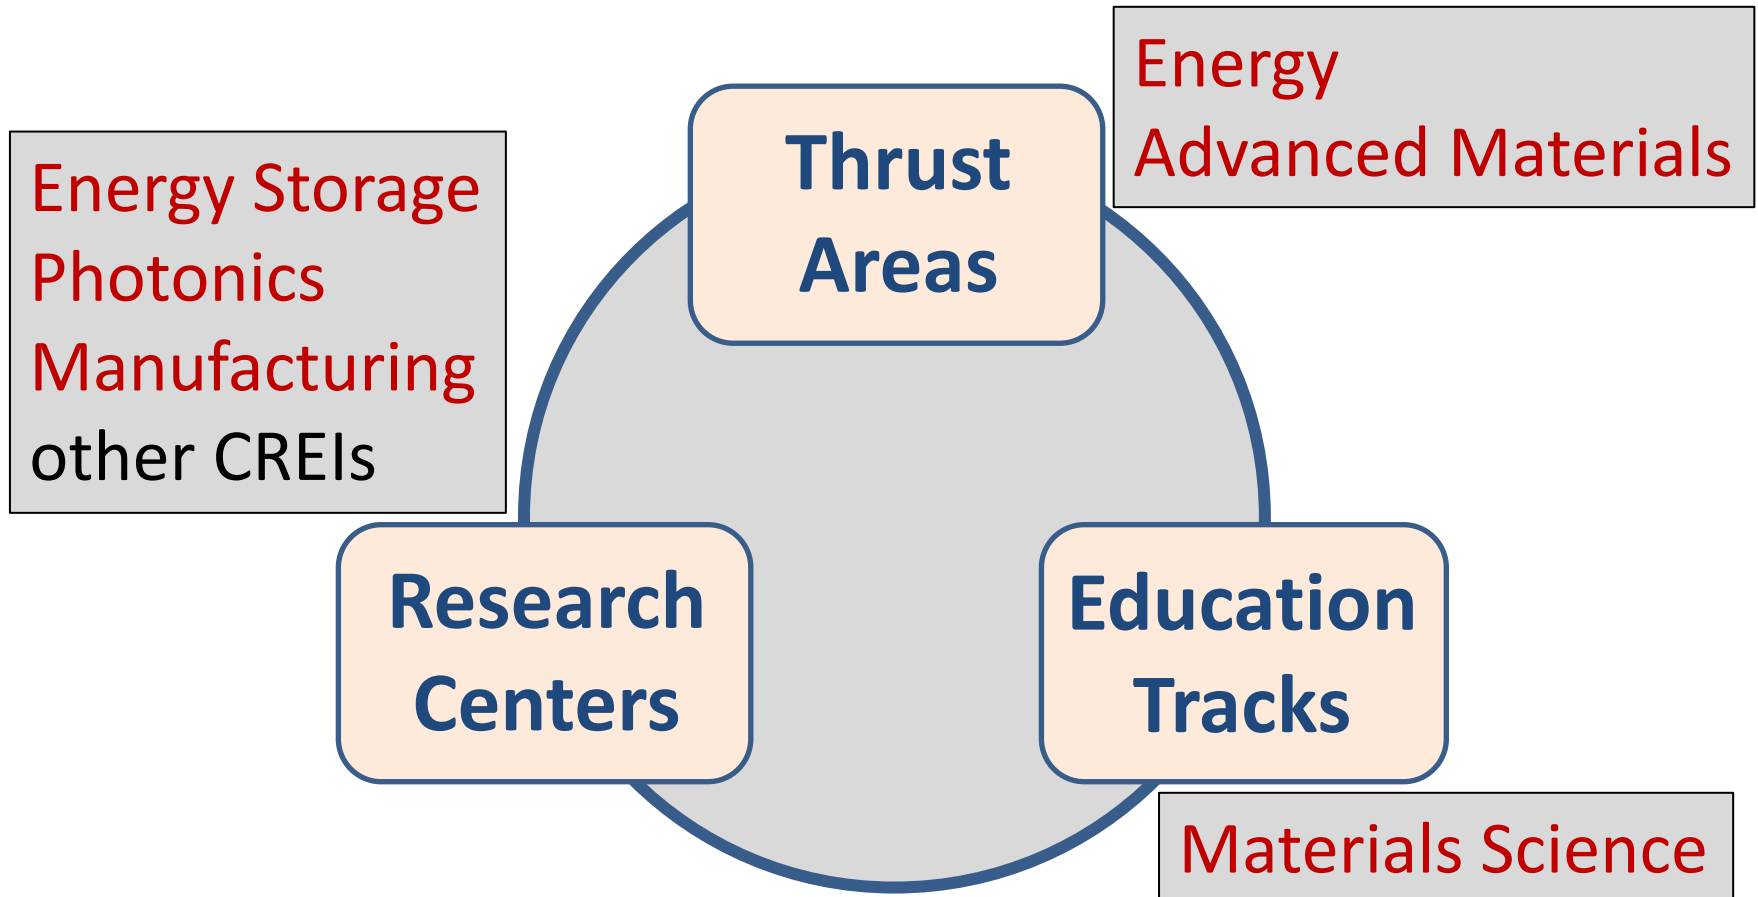 Energy
Advanced Materials
Thrust
Areas
Energy Storage
Photonics
Manufacturing
other CREIs
Research
Centers
Education
Tracks
Materials Science